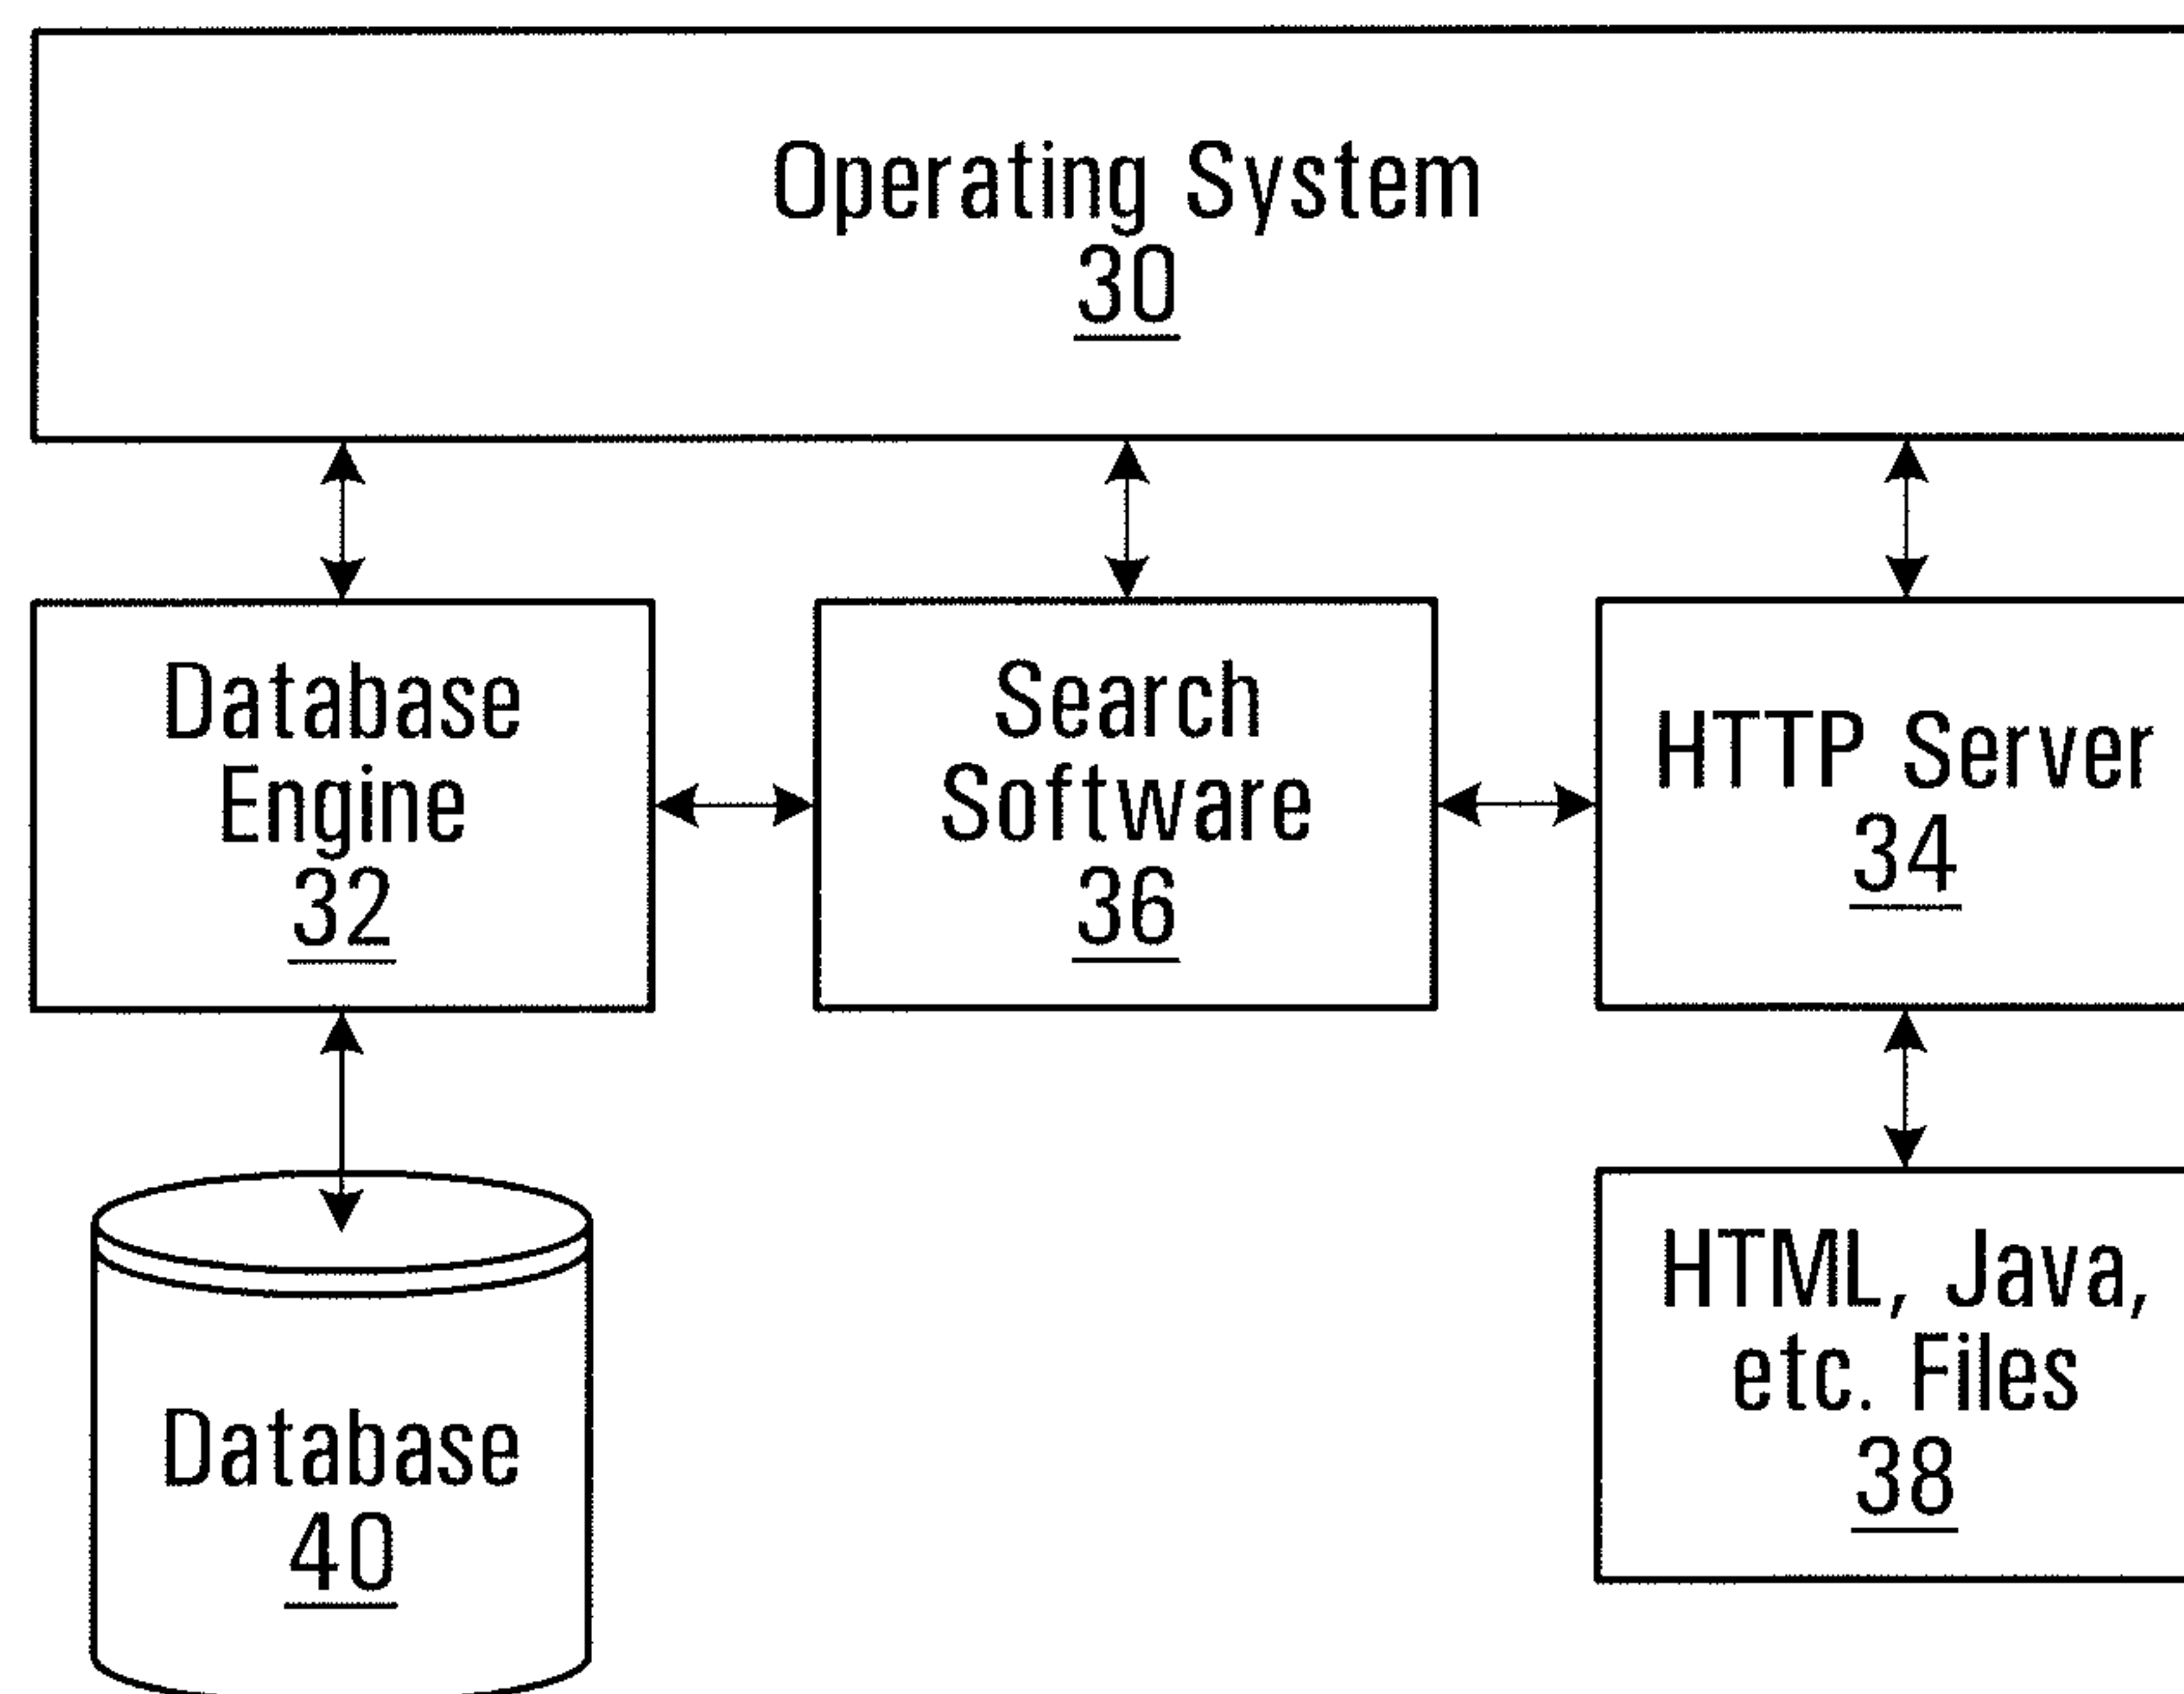 Operating System
30
Database
Engine
32
Search
Software
36
HTTP Server
34
HTML, Java,
etc. Files
38
Database
40